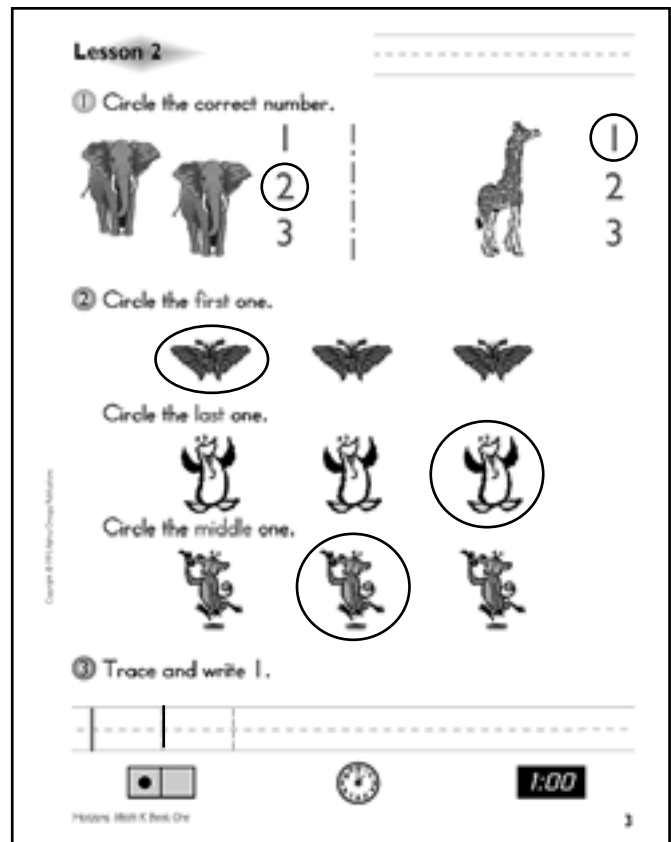 Lesson 2
① Circle the correct number.
1
2
3
1
2
3
② Circle the first one.
Circle the last one.
Circle the middle one.
③ Trace and write 1.
1:00
Horizons Math K Book One
3